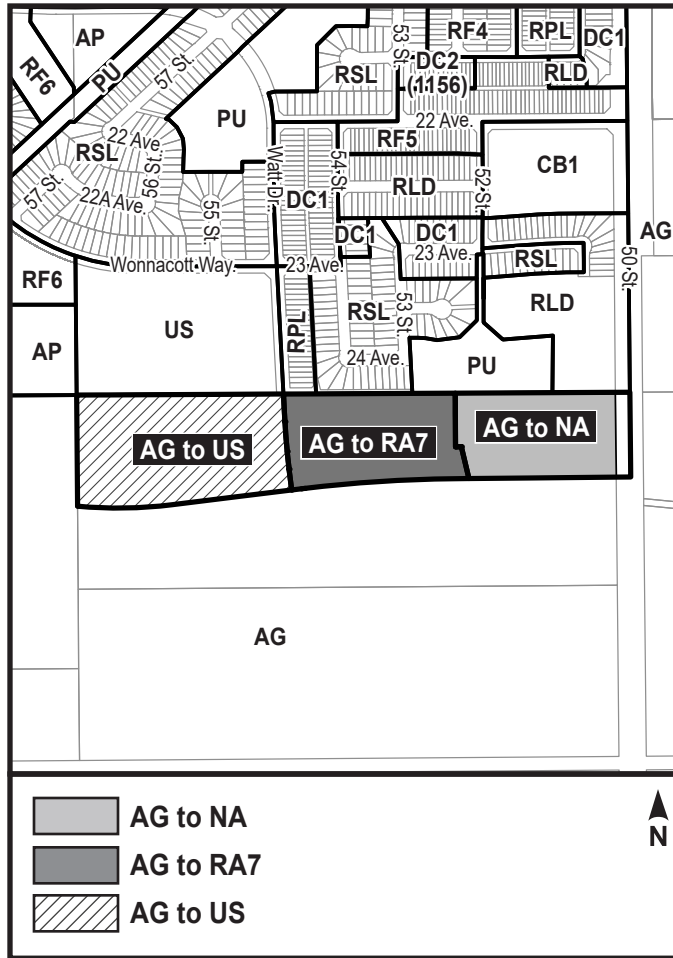 AP
RF6
PU
57 St.
RSL
53 St.
DC2
(1156)
RF4
RPL
DC1
RLD
PU
22 Ave.
22 Ave.
RSL
56 St.
57 St.
22A Ave.
55 St.
Watt Dr.
DC1
54 St.
RF5
RLD
52 St.
CB1
DC1
DC1
23 Ave.
AG
50 St.
Wonnacott Way
23 Ave.
RSL
RF6
AP
US
RPL
RSL
53 St.
24 Ave.
RLD
PU
AG to US
AG to RA7
AG to NA
AG
AG to NA
AG to RA7
AG to US
N